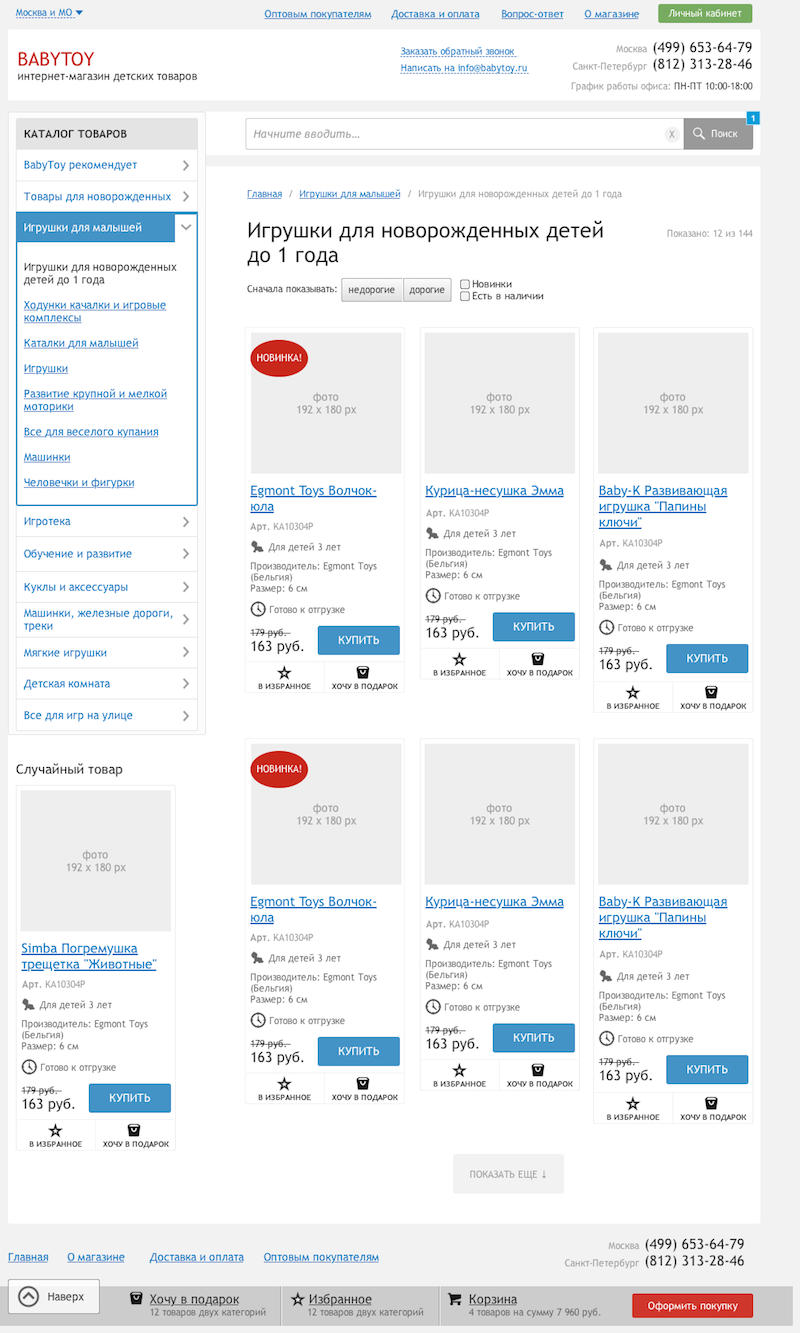 Москва и МО
Оптовым покупателям
Доставка и оплата
Вопрос-ответ
О магазине
Личный кабинет
BABYTOY
интернет-магазин детских товаров
Заказать обратный звонок
Написать на info@babytoy.ru
Москва (499) 653-64-79
Санкт-Петербург (812) 313-28-46
График работы офиса: ПН-ПТ 10:00-18:00
КАТАЛОГ ТОВАРОВ
BabyToy рекомендует
Товары для новорожденных
Игрушки для малышей
Игрушки для новорожденных
детей до 1 года
Ходунки качалки и игровые
комплексы
Каталки для малышей
Игрушки
Развитие крупной и мелкой
моторики
Все для веселого купания
Машинки
Человечки и фигурки
Игротека
Обучение и развитие
Куклы и аксессуары
Машинки, железные дороги,
треки
Мягкие игрушки
Детская комната
Все для игр на улице
Случайный товар
фото
192 x 180 px
Simba Погремушка
трещетка "Животные"
Арт. KA10304P
Для детей 3 лет
Производитель: Egmont Toys
(Бельгия)
Размер: 6 см
Готово к отгрузке
179 руб.
163 руб.
КУПИТЬ
В ИЗБРАННОЕ
ХОЧУ В ПОДАРОК
Начните вводить...
X
Поиск
1
Главная / Игрушки для малышей / Игрушки для новорожденных детей до 1 года
Игрушки для новорожденных детей
до 1 года
Показано: 12 из 144
Сначала показывать:
недорогие
дорогие
Новинки
Есть в наличии
НОВИНКА!
фото
192 x 180 px
Egmont Toys Волчок-
юла
Арт. KA10304P
Для детей 3 лет
Производитель: Egmont Toys
(Бельгия)
Размер: 6 см
Готово к отгрузке
179 руб.
163 руб.
КУПИТЬ
В ИЗБРАННОЕ
ХОЧУ В ПОДАРОК
фото
192 x 180 px
Курица-несушка Эмма
Арт. KA10304P
Для детей 3 лет
Производитель: Egmont Toys
(Бельгия)
Размер: 6 см
Готово к отгрузке
179 руб.
163 руб.
КУПИТЬ
В ИЗБРАННОЕ
ХОЧУ В ПОДАРОК
фото
192 x 180 px
Baby-K Развивающая
игрушка "Папины
ключи"
Арт. KA10304P
Для детей 3 лет
Производитель: Egmont Toys
(Бельгия)
Размер: 6 см
Готово к отгрузке
179 руб.
163 руб.
КУПИТЬ
В ИЗБРАННОЕ
ХОЧУ В ПОДАРОК
НОВИНКА!
фото
192 x 180 px
Egmont Toys Волчок-
юла
Арт. KA10304P
Для детей 3 лет
Производитель: Egmont Toys
(Бельгия)
Размер: 6 см
Готово к отгрузке
179 руб.
163 руб.
КУПИТЬ
В ИЗБРАННОЕ
ХОЧУ В ПОДАРОК
фото
192 x 180 px
Курица-несушка Эмма
Арт. KA10304P
Для детей 3 лет
Производитель: Egmont Toys
(Бельгия)
Размер: 6 см
Готово к отгрузке
179 руб.
163 руб.
КУПИТЬ
В ИЗБРАННОЕ
ХОЧУ В ПОДАРОК
фото
192 x 180 px
Baby-K Развивающая
игрушка "Папины
ключи"
Арт. KA10304P
Для детей 3 лет
Производитель: Egmont Toys
(Бельгия)
Размер: 6 см
Готово к отгрузке
179 руб.
163 руб.
КУПИТЬ
В ИЗБРАННОЕ
ХОЧУ В ПОДАРОК
ПОКАЗАТЬ ЕЩЕ ↓
Главная
О магазине
Доставка и оплата
Оптовым покупателям
Москва (499) 653-64-79
Санкт-Петербург (812) 313-28-46
Наверх
Хочу в подарок
12 товаров двух категорий
Избранное
12 товаров двух категорий
Корзина
4 товаров на сумму 7 960 руб.
Оформить покупку